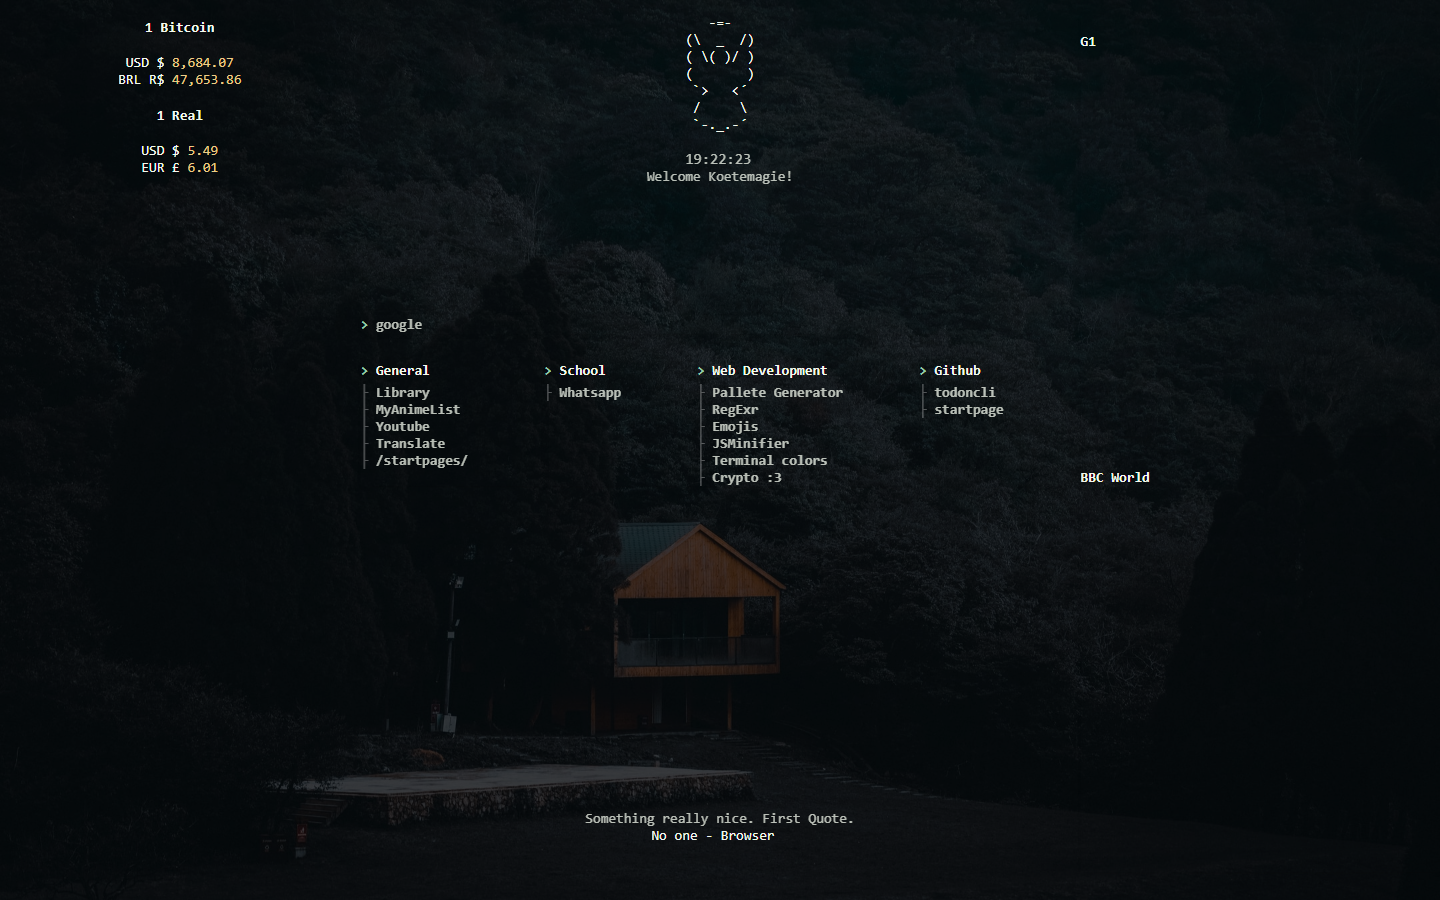 1 Bitcoin
USD $ 8,684.07
BRL R$ 47,653.86
1 Real
USD $ 5.49
EUR £ 6.01
-=-
(\  _  /)
( \( )/ )
(       )
`>   <´
/     \
`-._.-´
19:22:23
Welcome Koetemagie!
G1
> google
> General
├ Library
├ MyAnimeList
├ Youtube
├ Translate
├ /startpages/
> School
├ Whatsapp
> Web Development
├ Pallete Generator
├ RegExr
├ Emojis
├ JSMinifier
├ Terminal colors
├ Crypto :3
> Github
├ todoncli
├ startpage
BBC World
Something really nice. First Quote.
No one - Browser